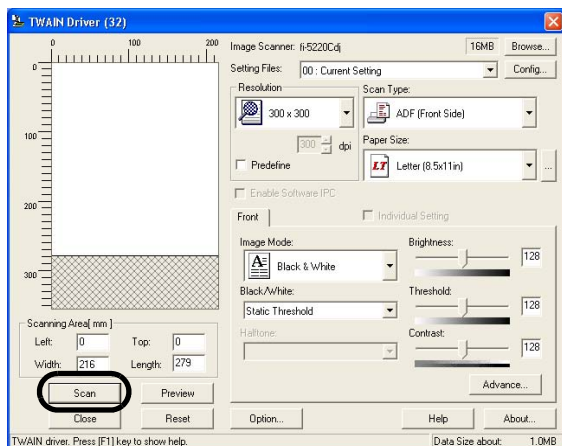 TWAIN Driver (32)
0 100 200
0
100
200
300
Image Scanner: fi-5220Cdj 16MB Browse...
Setting Files: 00 : Current Setting Config...
Resolution
300 x 300
300 dpi
Predefine
Scan Type:
ADF (Front Side)
Paper Size:
LT Letter (8.5x11in) ...
Enable Software IPC
Front
Individual Setting
Image Mode:
Black & White
Black/White:
Static Threshold
Halftone:
Brightness:
128
Threshold:
128
Contrast:
128
Advance...
Scanning Area[ mm ]
Left: 0 Top: 0
Width: 216 Length: 279
Scan Preview
Close Reset Option... Help About...
TWAIN driver. Press [F1] key to show help. Data Size about: 1.0MB